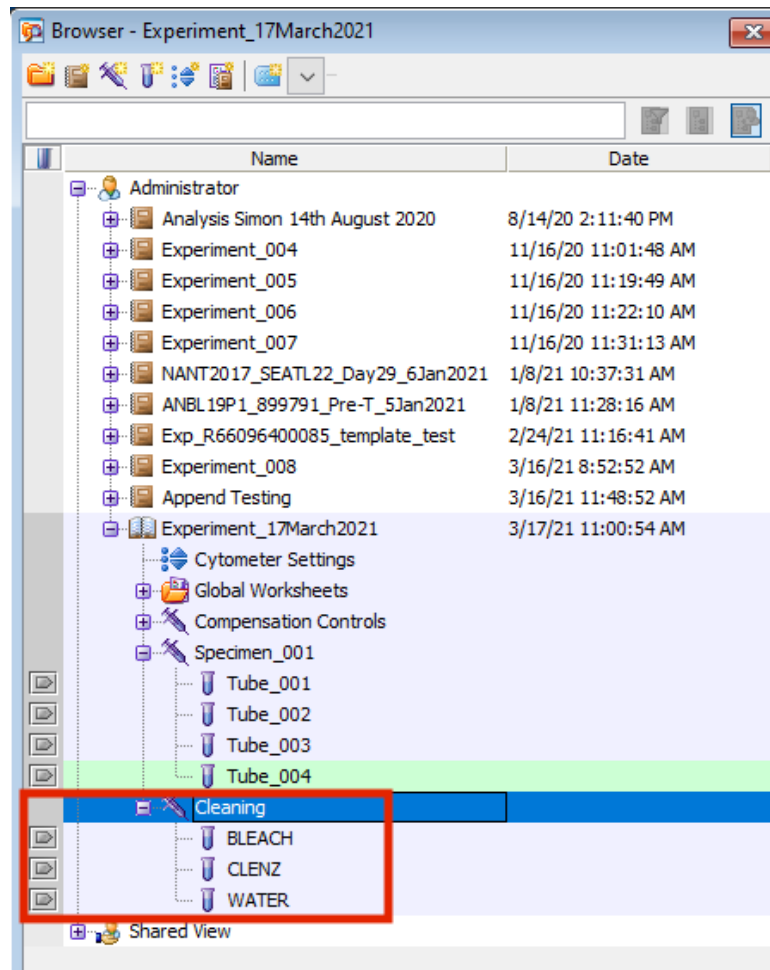 Browser - Experiment_17March2021
Name Date
Administrator
Analysis Simon 14th August 2020 8/14/20 2:11:40 PM
Experiment_004 11/16/20 11:01:48 AM
Experiment_005 11/16/20 11:19:49 AM
Experiment_006 11/16/20 11:22:10 AM
Experiment_007 11/16/20 11:31:13 AM
NANT2017_SEATL22_Day29_6Jan2021 1/8/21 10:37:31 AM
ANBL19P1_899791_Pre-T_5Jan2021 1/8/21 11:28:16 AM
Exp_R66096400085_template_test 2/24/21 11:16:41 AM
Experiment_008 3/16/21 8:52:52 AM
Append Testing 3/16/21 11:48:52 AM
Experiment_17March2021 3/17/21 11:00:54 AM
Cytometer Settings
Global Worksheets
Compensation Controls
Specimen_001
Tube_001
Tube_002
Tube_003
Tube_004
Cleaning
BLEACH
CLENZ
WATER
Shared View